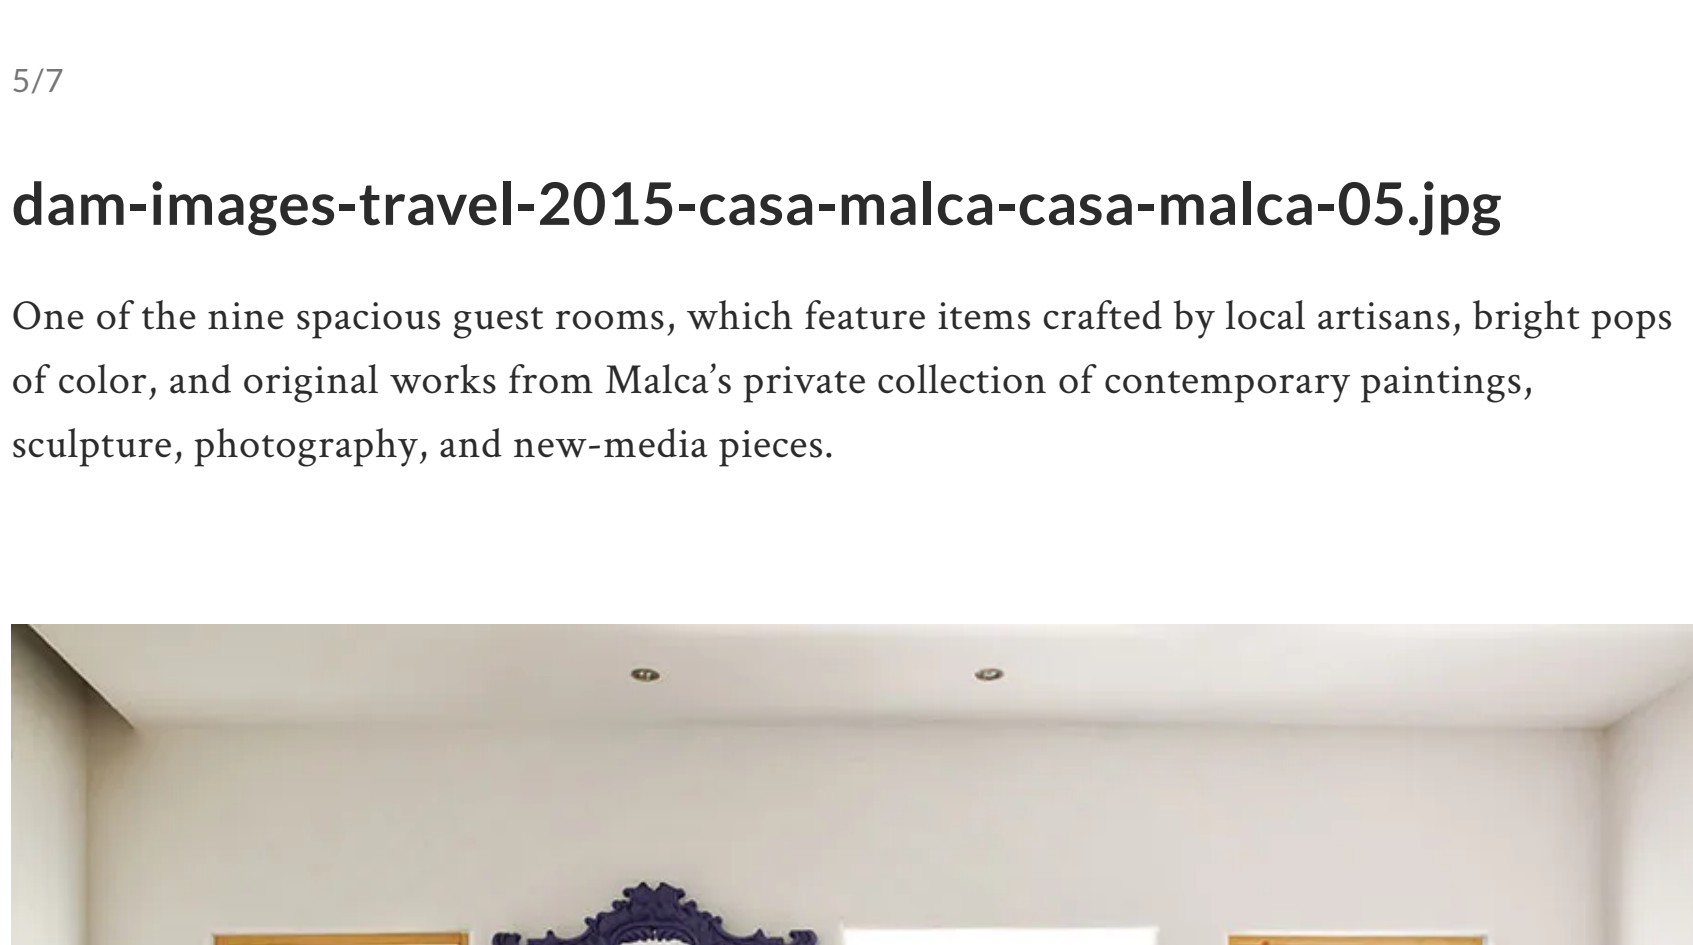 5/7
dam-images-travel-2015-casa-malca-casa-malca-05.jpg
One of the nine spacious guest rooms, which feature items crafted by local artisans, bright pops
of color, and original works from Malca’s private collection of contemporary paintings,
sculpture, photography, and new-media pieces.